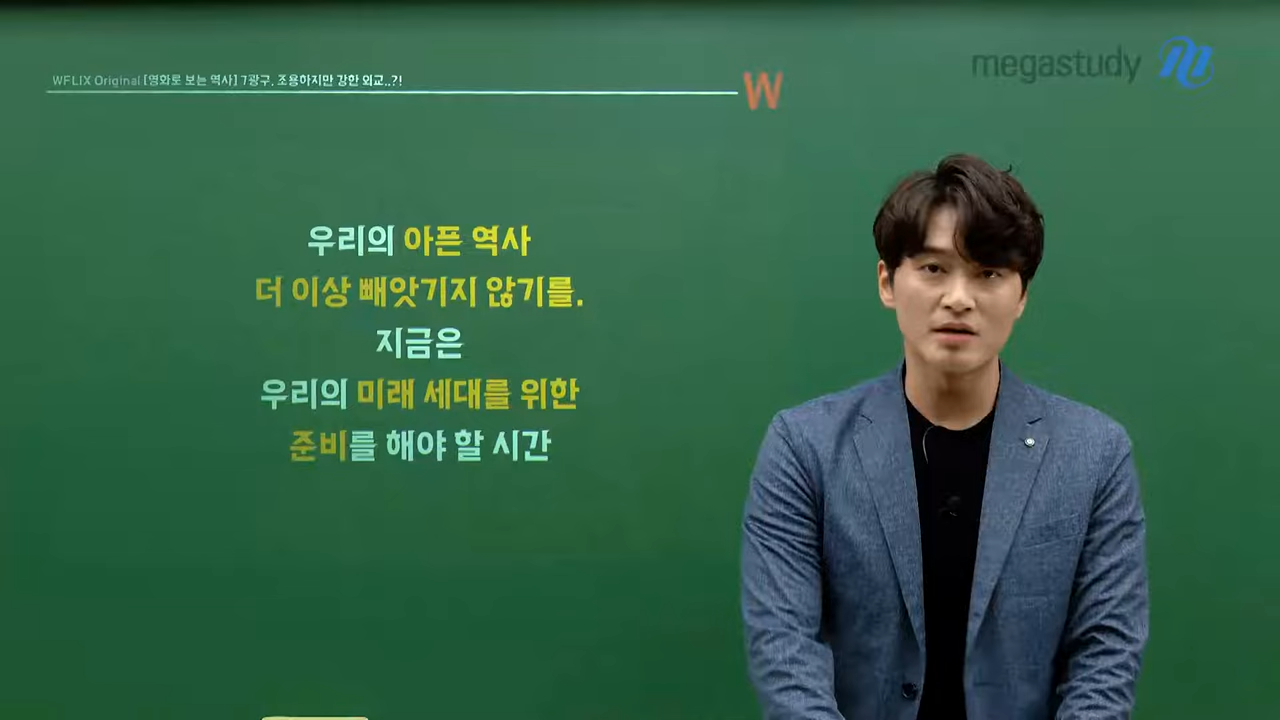 WFLIX Original [영화로 보는 역사] 7광구, 조용하지만 강한 외교..?!
W
megastudy
우리의 아픈 역사
더 이상 빼앗기지 않기를.
지금은
우리의 미래 세대를 위한
준비를 해야 할 시간